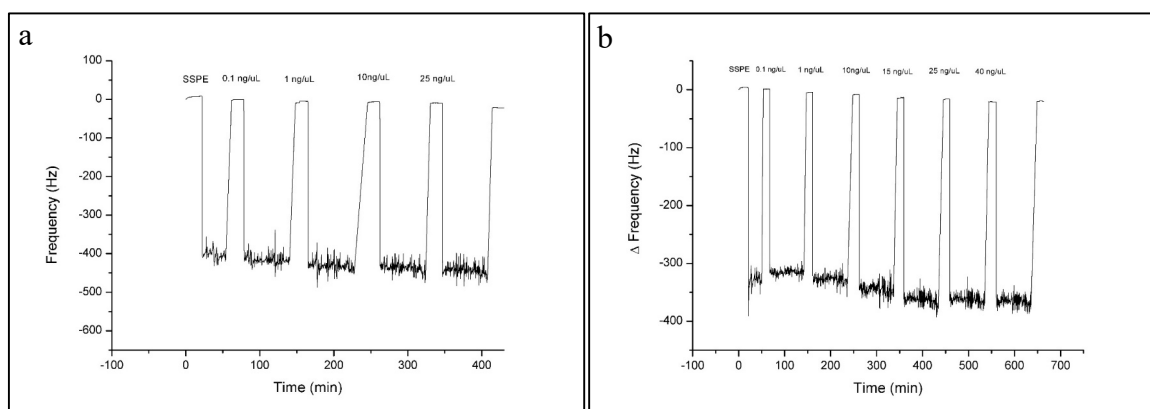 a
100
0
-100
-200
-300
-400
-500
-600
Frequency (Hz)
SSPE 0.1 ng/uL 1 ng/uL 10ng/uL 25 ng/uL
-100 0 100 200 300 400
Time (min)
b
0
-100
-200
-300
-400
Δ Frequency (Hz)
SSPE 0.1 ng/uL 1 ng/uL 10ng/uL 15 ng/uL 25 ng/uL 40 ng/uL
-100 0 100 200 300 400 500 600 700
Time (min)